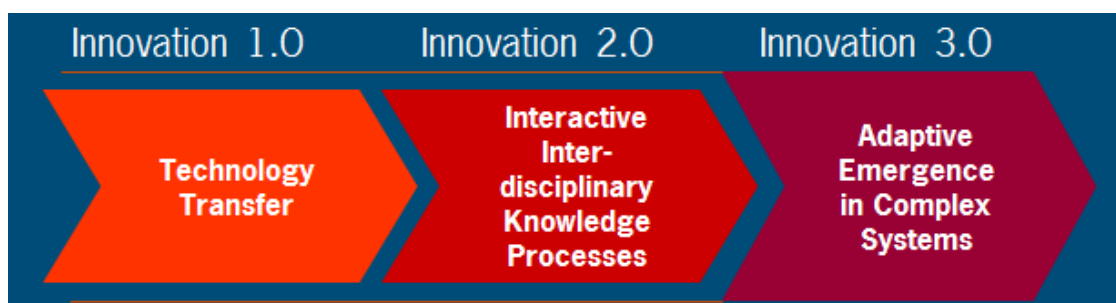 Innovation 1.0
Innovation 2.0
Innovation 3.0
Technology
Transfer
Interactive
Inter-
disciplinary
Knowledge
Processes
Adaptive
Emergence
in Complex
Systems